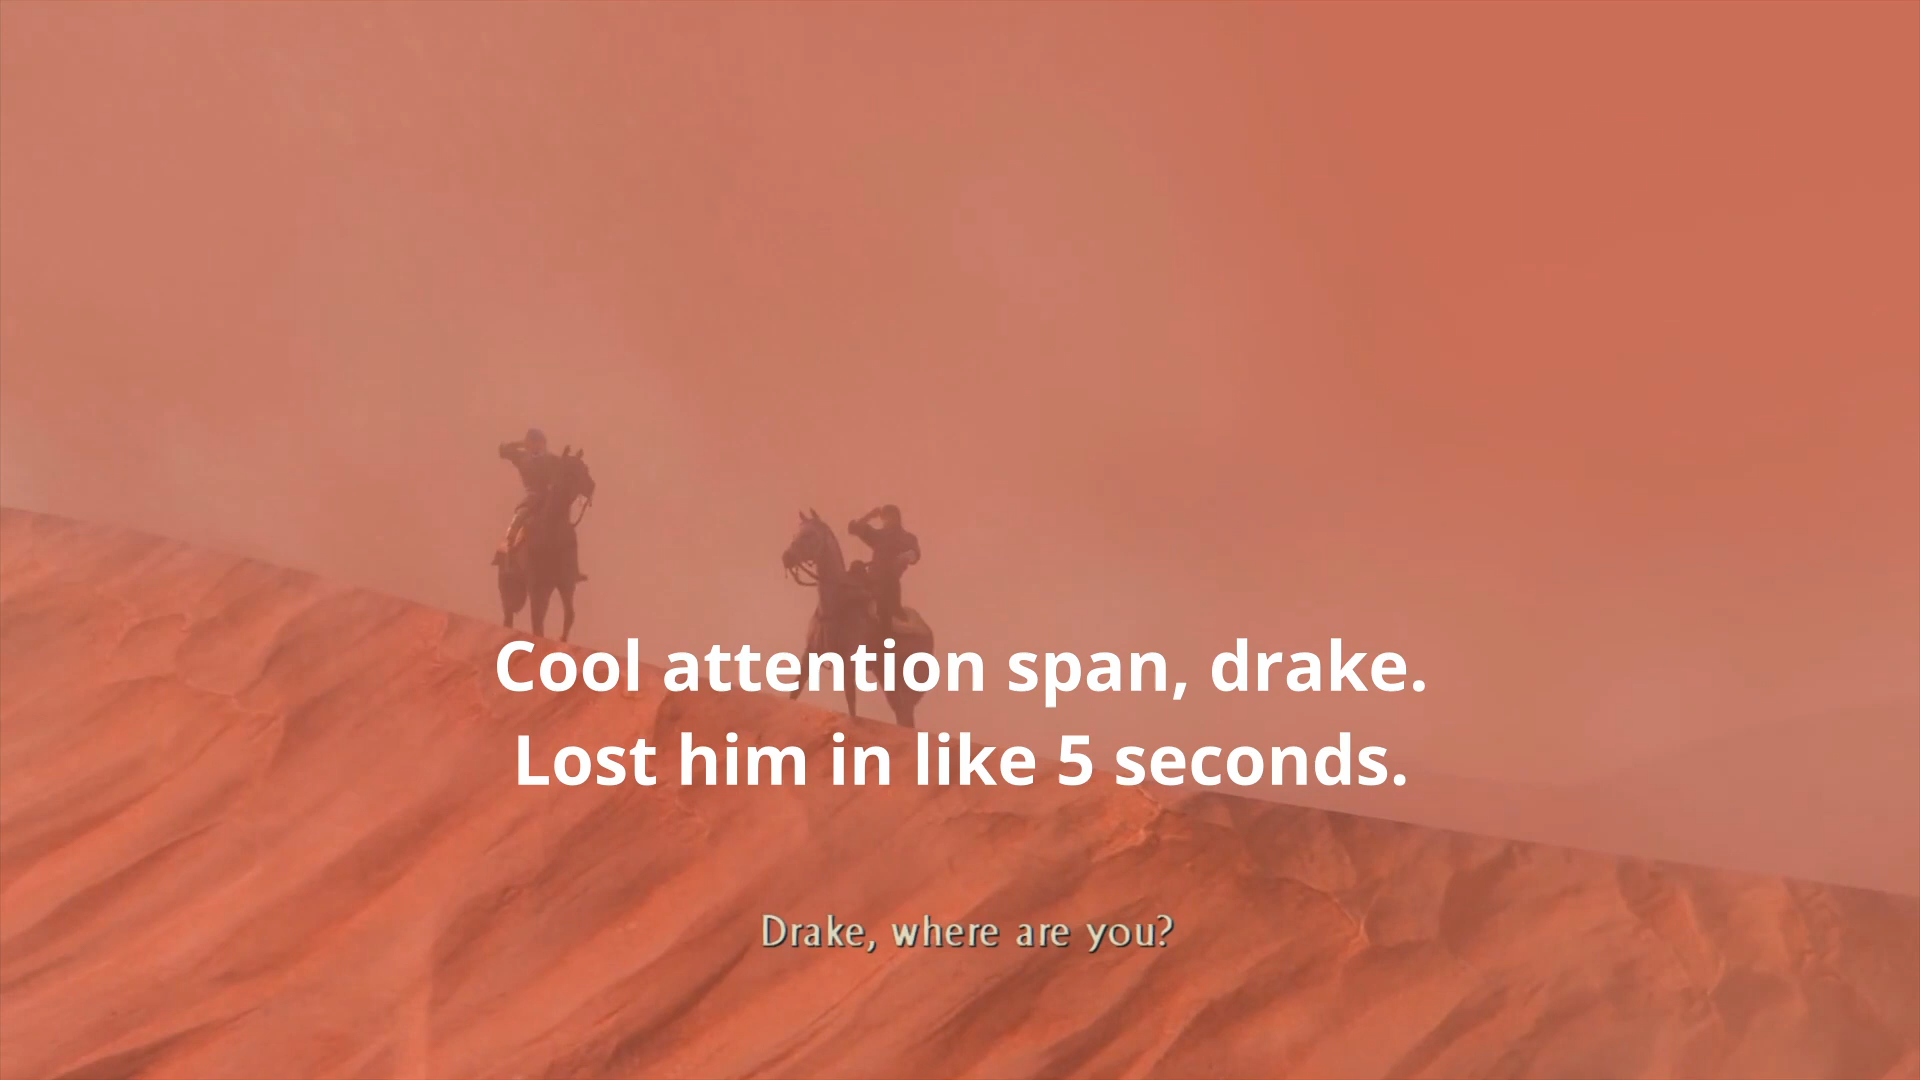 Cool attention span, drake.
Lost him in like 5 seconds.
Drake, where are you?